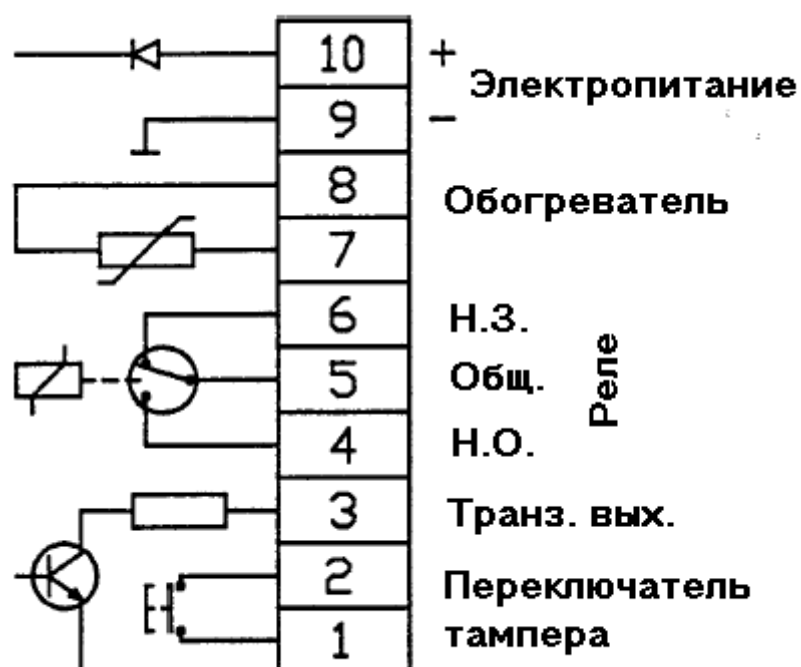 10 +
Электропитание
9 –
8
Обогреватель
7
6 Н.З.
5 Общ.
Реле
4 Н.О.
3 Транз. вых.
2 Переключатель
1 тампера